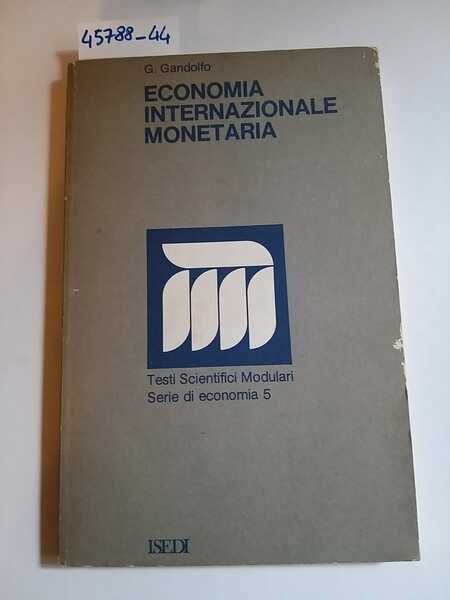 45788-44
G. Gandolfo
ECONOMIA
INTERNAZIONALE
MONETARIA
Testi Scientifici Modulari
Serie di economia 5
ISEDI